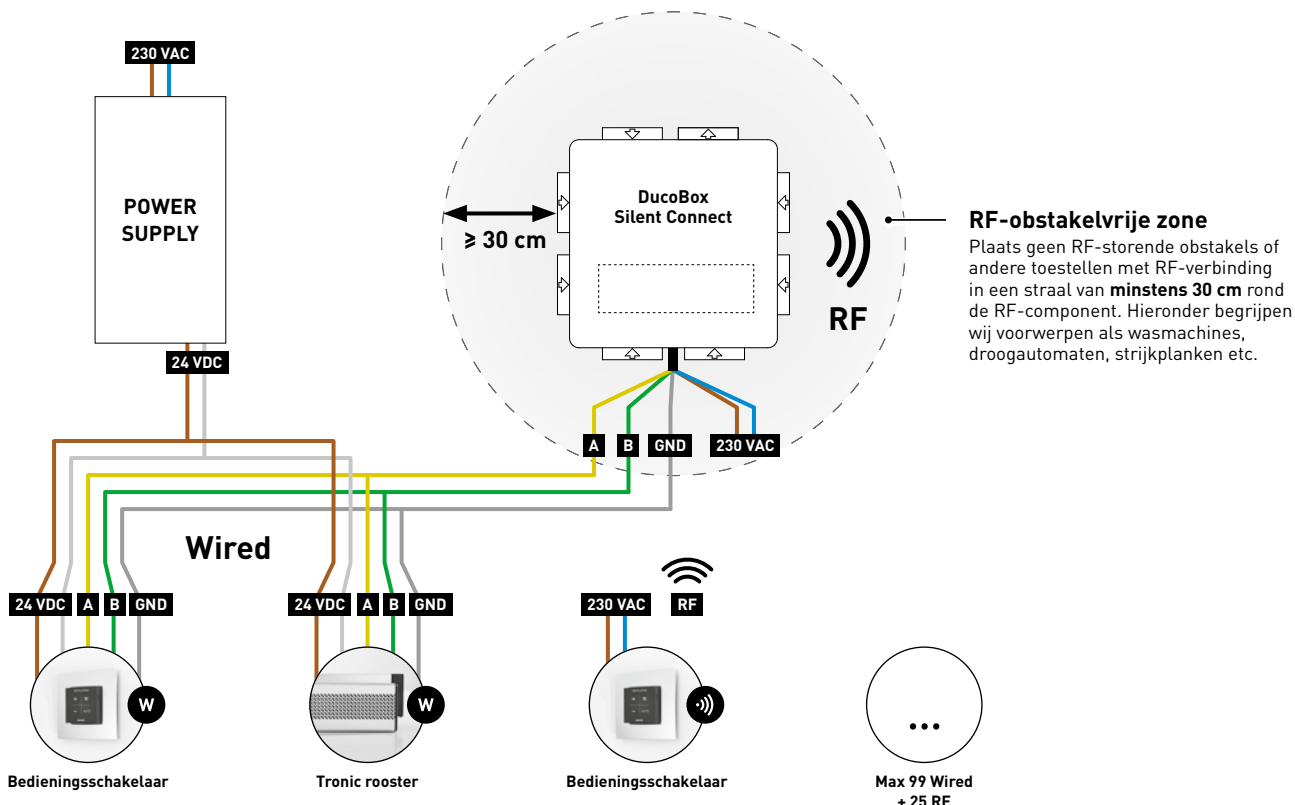 230 VAC
POWER
SUPPLY
24 VDC
DucoBox
Silent Connect
≥ 30 cm
RF
RF-obstakelvrije zone
Plaats geen RF-storende obstakels of
andere toestellen met RF-verbinding
in een straal van minstens 30 cm rond
de RF-component. Hieronder begrijpen
wij voorwerpen als wasmachines,
droogautomaten, strijkplanken etc.
A
B
GND
230 VAC
Wired
24 VDC
A
B
GND
W
Bedieningsschakelaar
24 VDC
A
B
GND
W
Tronic rooster
230 VAC
RF
Bedieningsschakelaar
...
Max 99 Wired
+ 25 RF